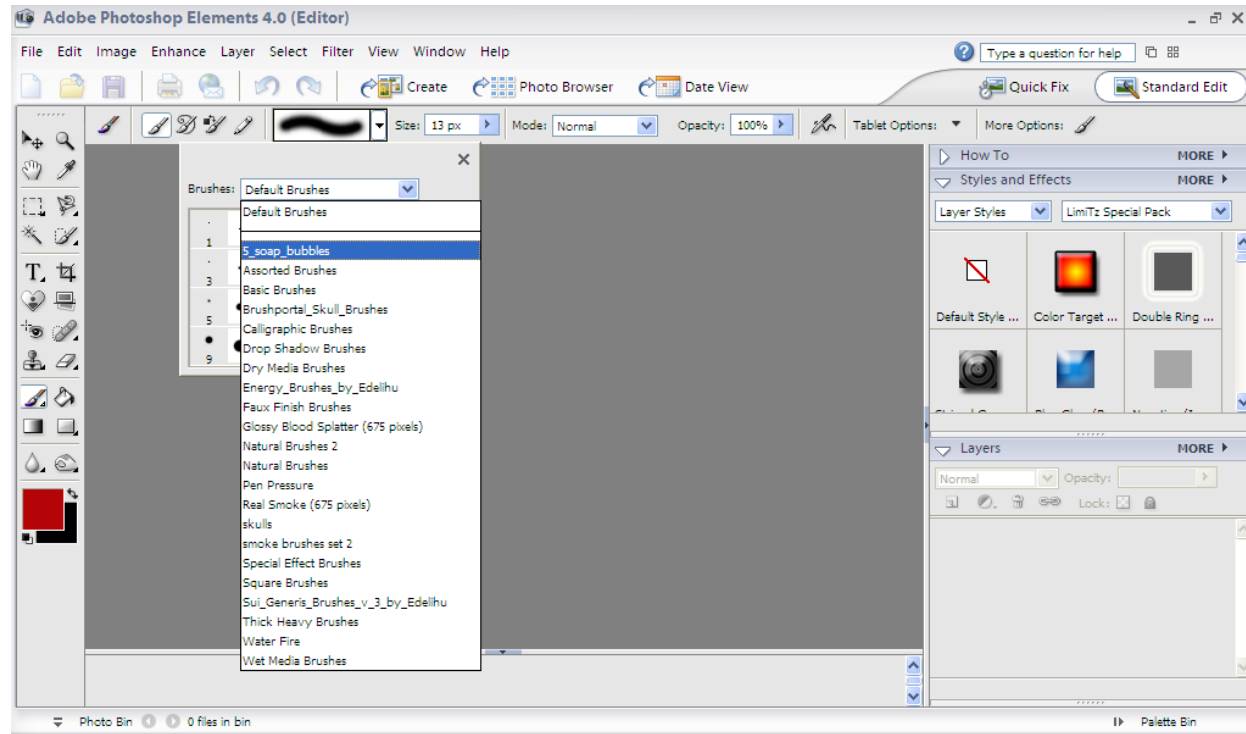 Adobe Photoshop Elements 4.0 (Editor)
File Edit Image Enhance Layer Select Filter View Window Help
Type a question for help
Create Photo Browser Date View
Quick Fix Standard Edit
Size: 13 px Mode: Normal Opacity: 100% Tablet Options: More Options:
Brushes: Default Brushes
Default Brushes
5_soap_bubbles
Assorted Brushes
Basic Brushes
Brushportal_Skull_Brushes
Calligraphic Brushes
Drop Shadow Brushes
Dry Media Brushes
Energy_Brushes_by_Edelihu
Faux Finish Brushes
Glossy Blood Splatter (675 pixels)
Natural Brushes 2
Natural Brushes
Pen Pressure
Real Smoke (675 pixels)
skulls
smoke brushes set 2
Special Effect Brushes
Square Brushes
Sui_Generis_Brushes_v_3_by_Edelihu
Thick Heavy Brushes
Water Fire
Wet Media Brushes
1
3
5
9
How To MORE
Styles and Effects MORE
Layer Styles LimiTz Special Pack
Default Style ... Color Target ... Double Ring ...
Layers MORE
Normal Opacity:
Lock:
Photo Bin 0 files in bin
Palette Bin